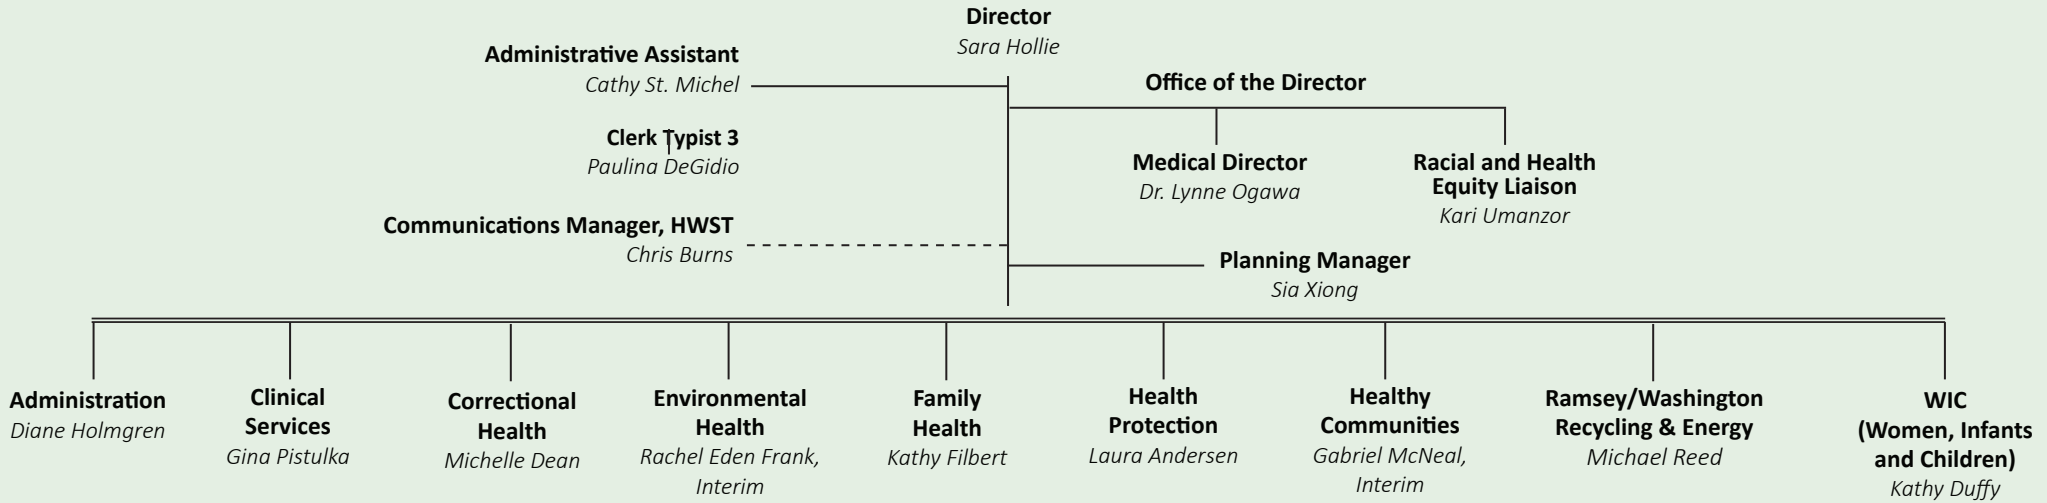 Director
Sara Hollie
Administrative Assistant
Cathy St. Michel
Office of the Director
Clerk Typist 3
Paulina DeGidio
Medical Director
Dr. Lynne Ogawa
Racial and Health
Equity Liaison
Kari Umanzor
Communications Manager, HWST
Chris Burns
Planning Manager
Sia Xiong
Administration
Diane Holmgren
Clinical
Services
Gina Pistulka
Correctional
Health
Michelle Dean
Environmental
Health
Rachel Eden Frank,
Interim
Family
Health
Kathy Filbert
Health
Protection
Laura Andersen
Healthy
Communities
Gabriel McNeal,
Interim
Ramsey/Washington
Recycling & Energy
Michael Reed
WIC
(Women, Infants
and Children)
Kathy Duffy